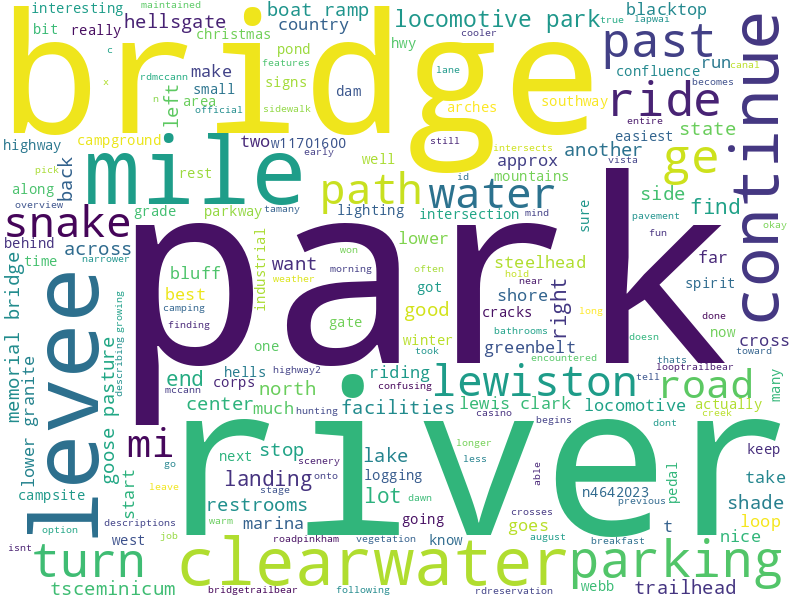 interesting
maintained
hellsgate
boat ramp
locomotive park
blacktop
true
lapwai
bridge
bit
really
christmas
country
hwy
cooler
past
continue
c
rdmccann
pond
features
signs
confluence
run
canal
make
left
lane
becomes
x
small
dam
southway
ride
area
arches
n
official
sidewalk
entire
highway
campground
two
w11701600
still
intersects
easiest
state
mile
early
approx
another
ge
pick
back
rest
well
id
mountains
vista
overview
path
water
side
along
grade
parkway
tamany
lighting
intersection
mind
sure
pavement
find
okay
snake
park
fun
behind
across
industrial
won
lower
time
narrower
want
morning
often
steelhead
far
cross
bluff
hold
near
spirit
best
weather
got
shore
long
done
toward
camping
finding
gate
good
cracks
right
now
levee
memorial bridge
describing
growing
one
took
winter
bathrooms
greenbelt
doesn
thats
hells
encountered
looptrailbear
end
corps
highway2
riding
lewiston
tell
road
many
mccann
north
confusing
lower granite
goose pasture
center
much
hunting
facilities
lewis clark
locomotive
actually
casino
begins
dont
creek
mi
river
go
next
stop
scenery
lake
longer
less
able
keep
campsite
leave
landing
onto
logging
n4642023
pedal
take
start
stage
lot
dawn
previous
shade
option
descriptions
restrooms
warm
marina
going
crosses
goes
t
loop
isnt
west
job
roadpinkham
vegetation
know
august
breakfast
nice
turn
clearwater
parking
tsceminicum
bridgetrailbear
following
rdreservation
webb
trailhead